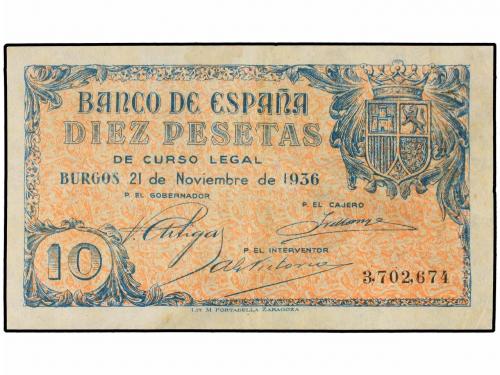 BANCO DE ESPAÑA
DIEZ PESETAS
DE CURSO LEGAL
BURGOS 21 de Noviembre de 1936
P. EL GOBERNADOR
P. EL CAJERO
P. EL INTERVENTOR
10
3,702,674
LIT M PORTABELLA ZARAGOZA